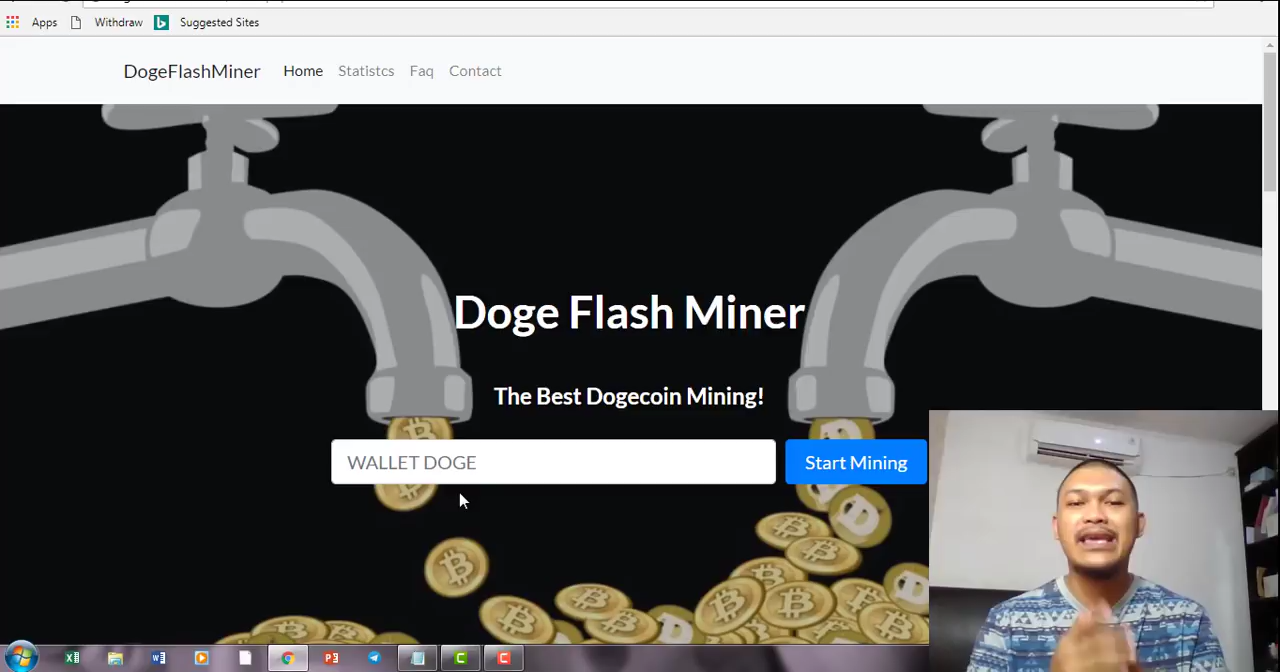 Apps Withdraw Suggested Sites
DogeFlashMiner Home Statistcs Faq Contact
Doge Flash Miner
The Best Dogecoin Mining!
WALLET DOGE Start Mining